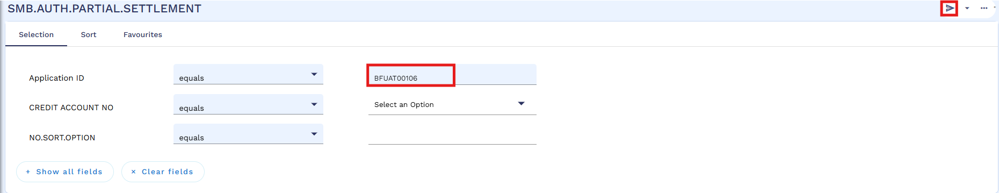 SMB.AUTH.PARTIAL.SETTLEMENT
Selection Sort Favourites
Application ID equals BFUAT00106
CREDIT ACCOUNT NO equals Select an Option
NO.SORT.OPTION equals
+ Show all fields × Clear fields